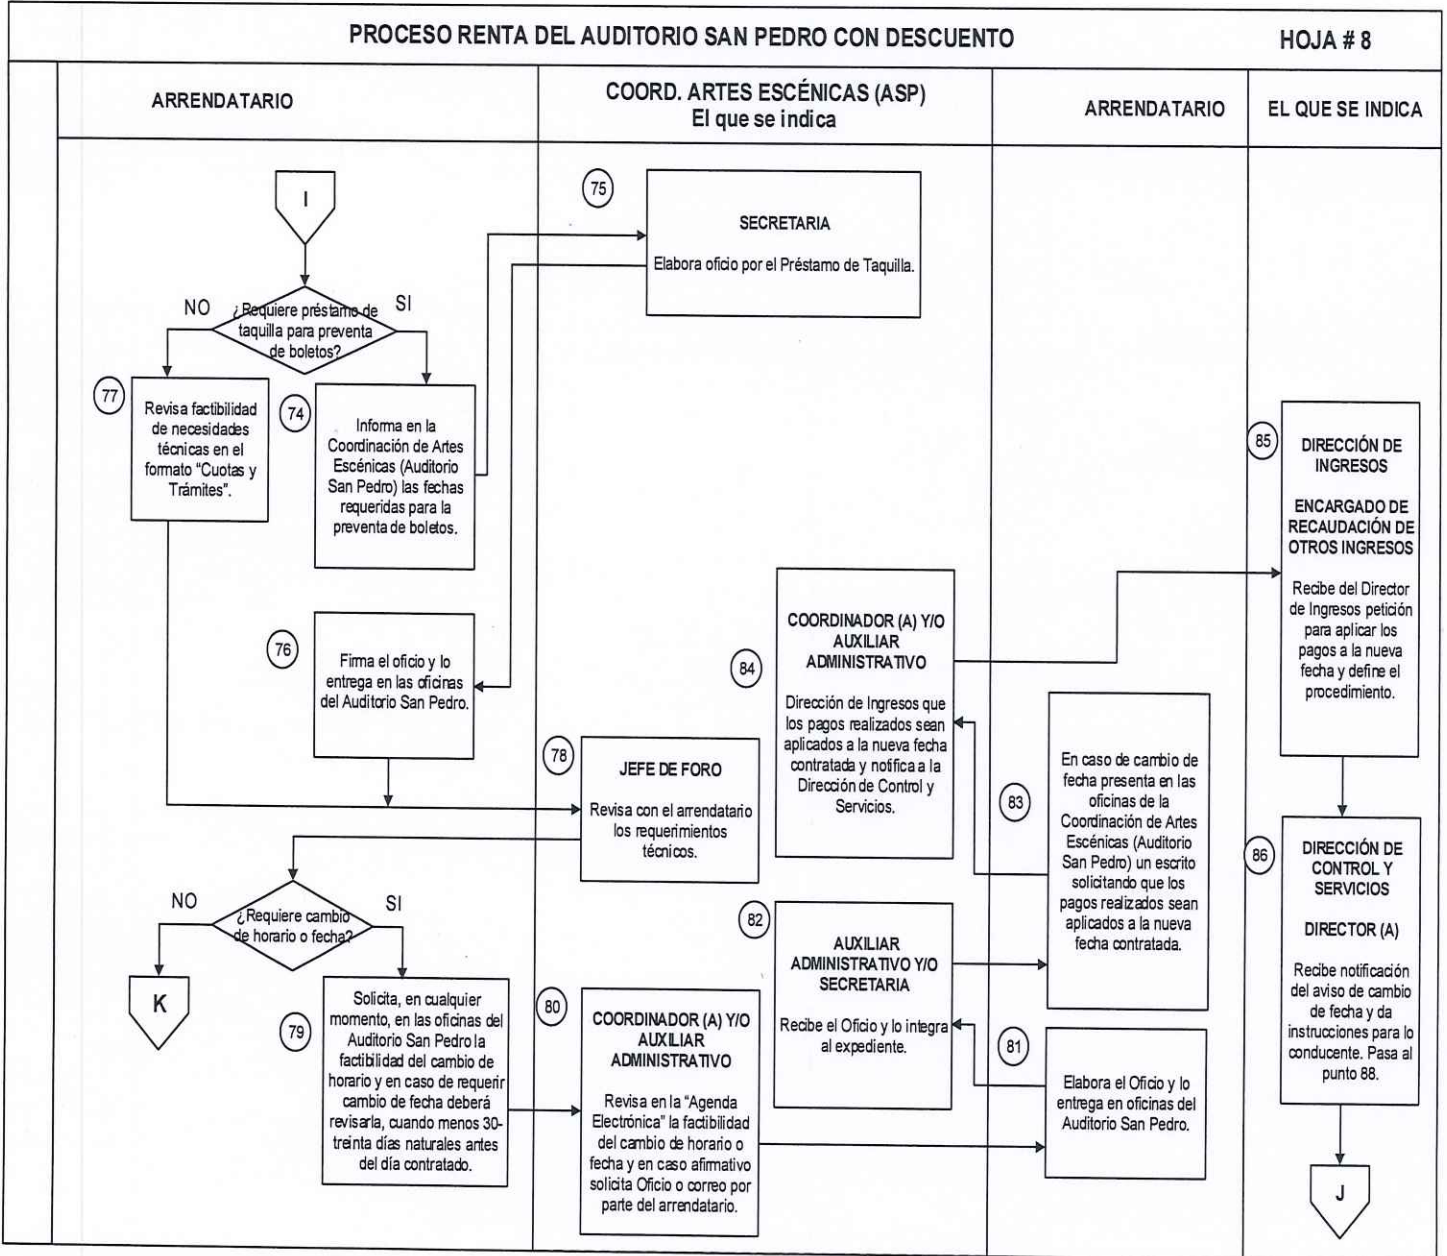 PROCESO RENTA DEL AUDITORIO SAN PEDRO CON DESCUENTO
HOJA # 8
ARRENDATARIO
COORD. ARTES ESCÉNICAS (ASP)
El que se indica
ARRENDATARIO
EL QUE SE INDICA
I
¿Requiere préstamo de
taquilla para preventa
de boletos?
NO
SI
77
Revisa factibilidad
de necesidades
técnicas en el
formato “Cuotas y
Trámites”.
74
Informa en la
Coordinación de Artes
Escénicas (Auditorio
San Pedro) las fechas
requeridas para la
preventa de boletos.
75
SECRETARIA
Elabora oficio por el Préstamo de Taquilla.
76
Firma el oficio y lo
entrega en las oficinas
del Auditorio San Pedro.
78
JEFE DE FORO
Revisa con el arrendatario
los requerimientos
técnicos.
¿Requiere cambio
de horario o fecha?
NO
SI
K
79
Solicita, en cualquier
momento, en las oficinas del
Auditorio San Pedro la
factibilidad del cambio de
horario y en caso de requerir
cambio de fecha deberá
revisarla, cuando menos 30-
treinta días naturales antes
del día contratado.
80
COORDINADOR (A) Y/O
AUXILIAR
ADMINISTRATIVO
Revisa en la “Agenda
Electrónica” la factibilidad
del cambio de horario o
fecha y en caso afirmativo
solicita Oficio o correo por
parte del arrendatario.
81
Elabora el Oficio y lo
entrega en oficinas del
Auditorio San Pedro.
82
AUXILIAR
ADMINISTRATIVO Y/O
SECRETARIA
Recibe el Oficio y lo integra
al expediente.
83
En caso de cambio de
fecha presenta en las
oficinas de la
Coordinación de Artes
Escénicas (Auditorio
San Pedro) un escrito
solicitando que los
pagos realizados sean
aplicados a la nueva
fecha contratada.
84
COORDINADOR (A) Y/O
AUXILIAR
ADMINISTRATIVO
Dirección de Ingresos que
los pagos realizados sean
aplicados a la nueva fecha
contratada y notifica a la
Dirección de Control y
Servicios.
85
DIRECCIÓN DE
INGRESOS
ENCARGADO DE
RECAUDACIÓN DE
OTROS INGRESOS
Recibe del Director
de Ingresos petición
para aplicar los
pagos a la nueva
fecha y define el
procedimiento.
86
DIRECCIÓN DE
CONTROL Y
SERVICIOS
DIRECTOR (A)
Recibe notificación
del aviso de cambio
de fecha y da
instrucciones para lo
conducente. Pasa al
punto 88.
J